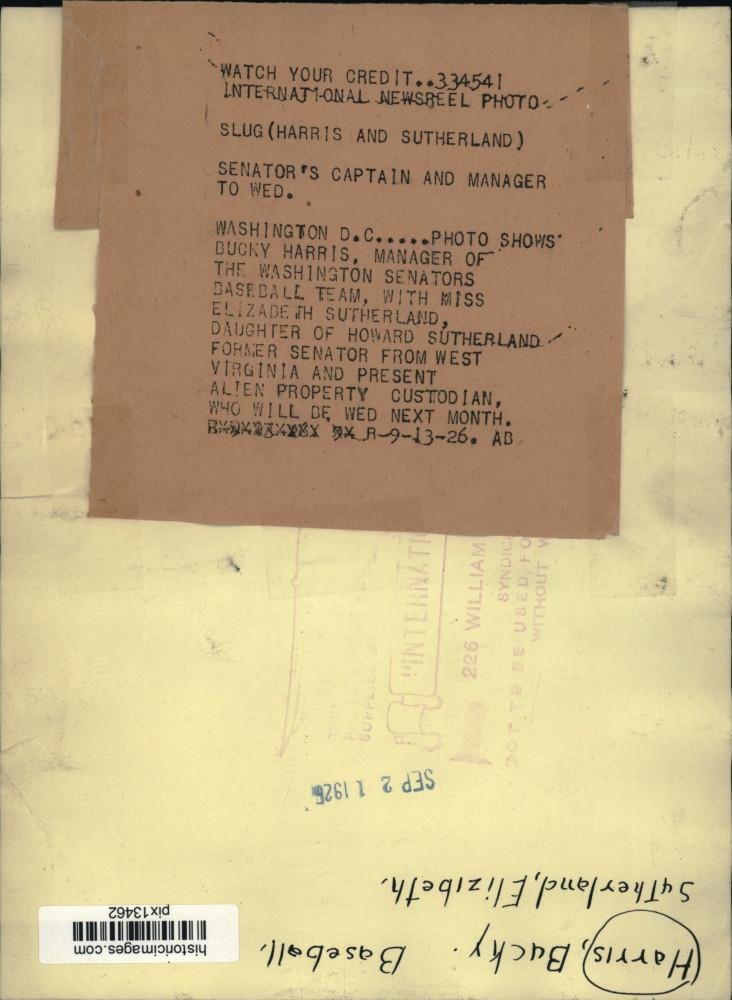 WATCH YOUR CREDIT..334541
INTERNATIONAL NEWSREEL PHOTO
SLUG(HARRIS AND SUTHERLAND)
SENATOR'S CAPTAIN AND MANAGER
TO WED.
WASHINGTON D.C.....PHOTO SHOWS
BUCKY HARRIS, MANAGER OF
THE WASHINGTON SENATORS
BASEBALL TEAM, WITH MISS
ELIZABETH SUTHERLAND,
DAUGHTER OF HOWARD SUTHERLAND
FORMER SENATOR FROM WEST
VIRGINIA AND PRESENT
ALIEN PROPERTY CUSTODIAN,
WHO WILL BE WED NEXT MONTH.
R-9-13-26. AB
INTERNATI
226 WILLIAM
SYNDIC
NOT TO BE USED FO
WITHOUT W
SEP 21 1926
Harris, Bucky. Baseball.
Sutherland, Elizibeth.
historicimages.com
pix13462